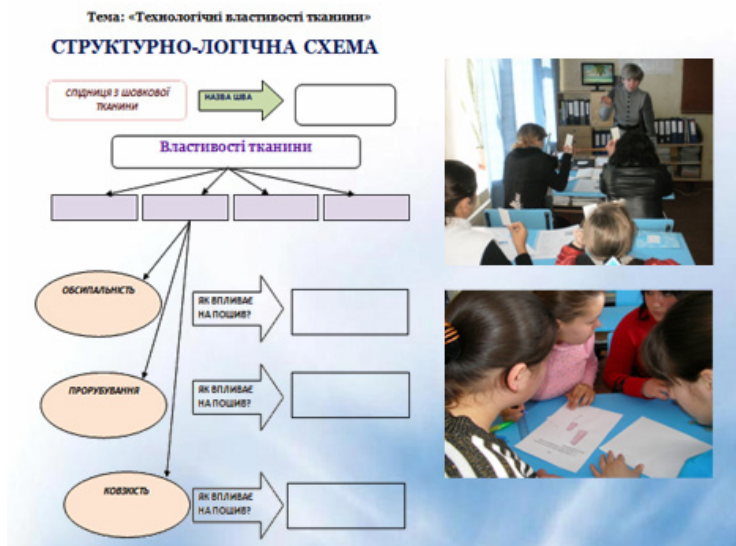 Тема: «Технологічні властивості тканини»
СТРУКТУРНО-ЛОГІЧНА СХЕМА
СПІДНИЦЯ З ШОВКОВОЇ
ТКАНИНИ
НАЗВА ШВА
Властивості тканини
ОБСИПАЛЬНІСТЬ
ЯК ВПЛИВАЄ
НА ПОШИВ?
ПРОРУБУВАННЯ
ЯК ВПЛИВАЄ
НА ПОШИВ?
КОВЗКІСТЬ
ЯК ВПЛИВАЄ
НА ПОШИВ?